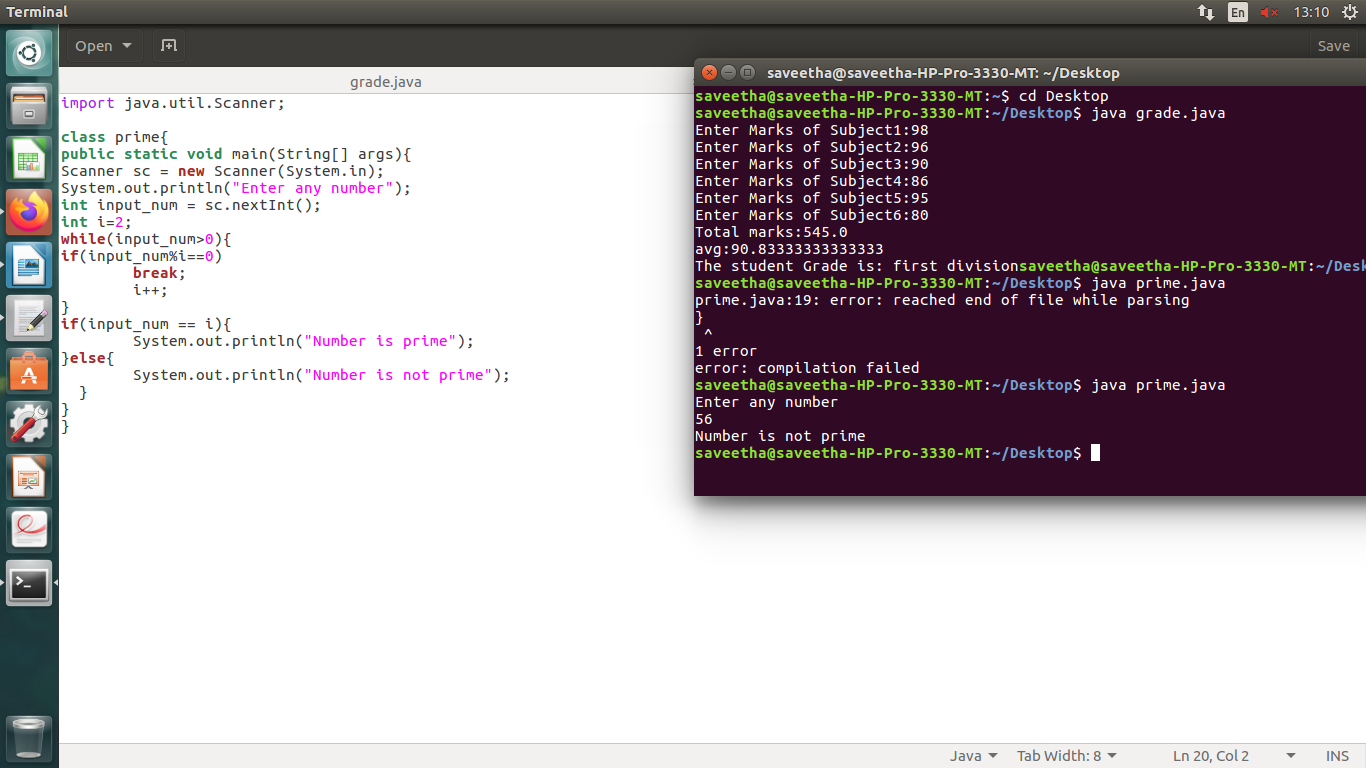 Terminal
En
13:10
Open
Save
grade.java
import java.util.Scanner;
class prime{
public static void main(String[] args){
Scanner sc = new Scanner(System.in);
System.out.println("Enter any number");
int input_num = sc.nextInt();
int i=2;
while(input_num>0){
if(input_num%i==0)
        break;
        i++;
}
if(input_num == i){
        System.out.println("Number is prime");
}else{
        System.out.println("Number is not prime");
  }
}
}
saveetha@saveetha-HP-Pro-3330-MT: ~/Desktop
saveetha@saveetha-HP-Pro-3330-MT:~$ cd Desktop
saveetha@saveetha-HP-Pro-3330-MT:~/Desktop$ java grade.java
Enter Marks of Subject1:98
Enter Marks of Subject2:96
Enter Marks of Subject3:90
Enter Marks of Subject4:86
Enter Marks of Subject5:95
Enter Marks of Subject6:80
Total marks:545.0
avg:90.83333333333333
The student Grade is: first divisionsaveetha@saveetha-HP-Pro-3330-MT:~/Desk
saveetha@saveetha-HP-Pro-3330-MT:~/Desktop$ java prime.java
prime.java:19: error: reached end of file while parsing
}
 ^
1 error
error: compilation failed
saveetha@saveetha-HP-Pro-3330-MT:~/Desktop$ java prime.java
Enter any number
56
Number is not prime
saveetha@saveetha-HP-Pro-3330-MT:~/Desktop$
Java
Tab Width: 8
Ln 20, Col 2
INS